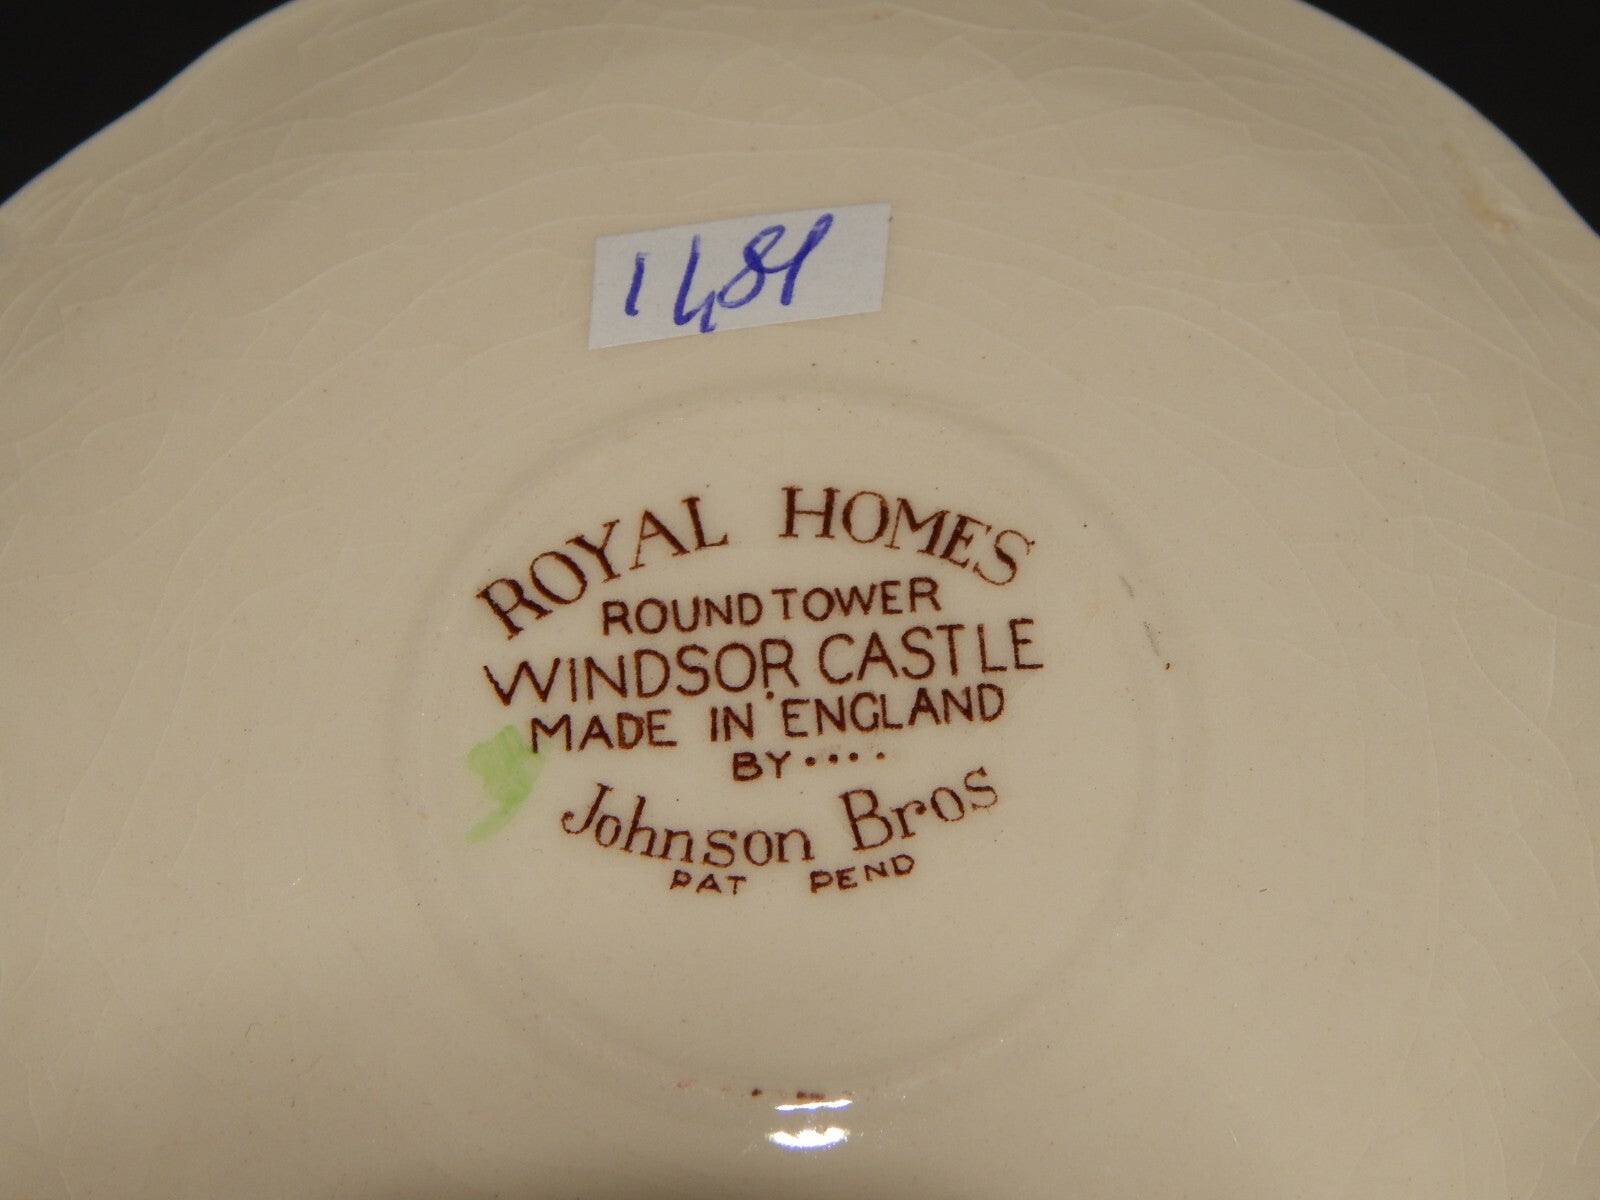 1481
ROYAL HOMES
ROUND TOWER
WINDSOR CASTLE
MADE IN ENGLAND
BY....
Johnson Bros
PAT PEND